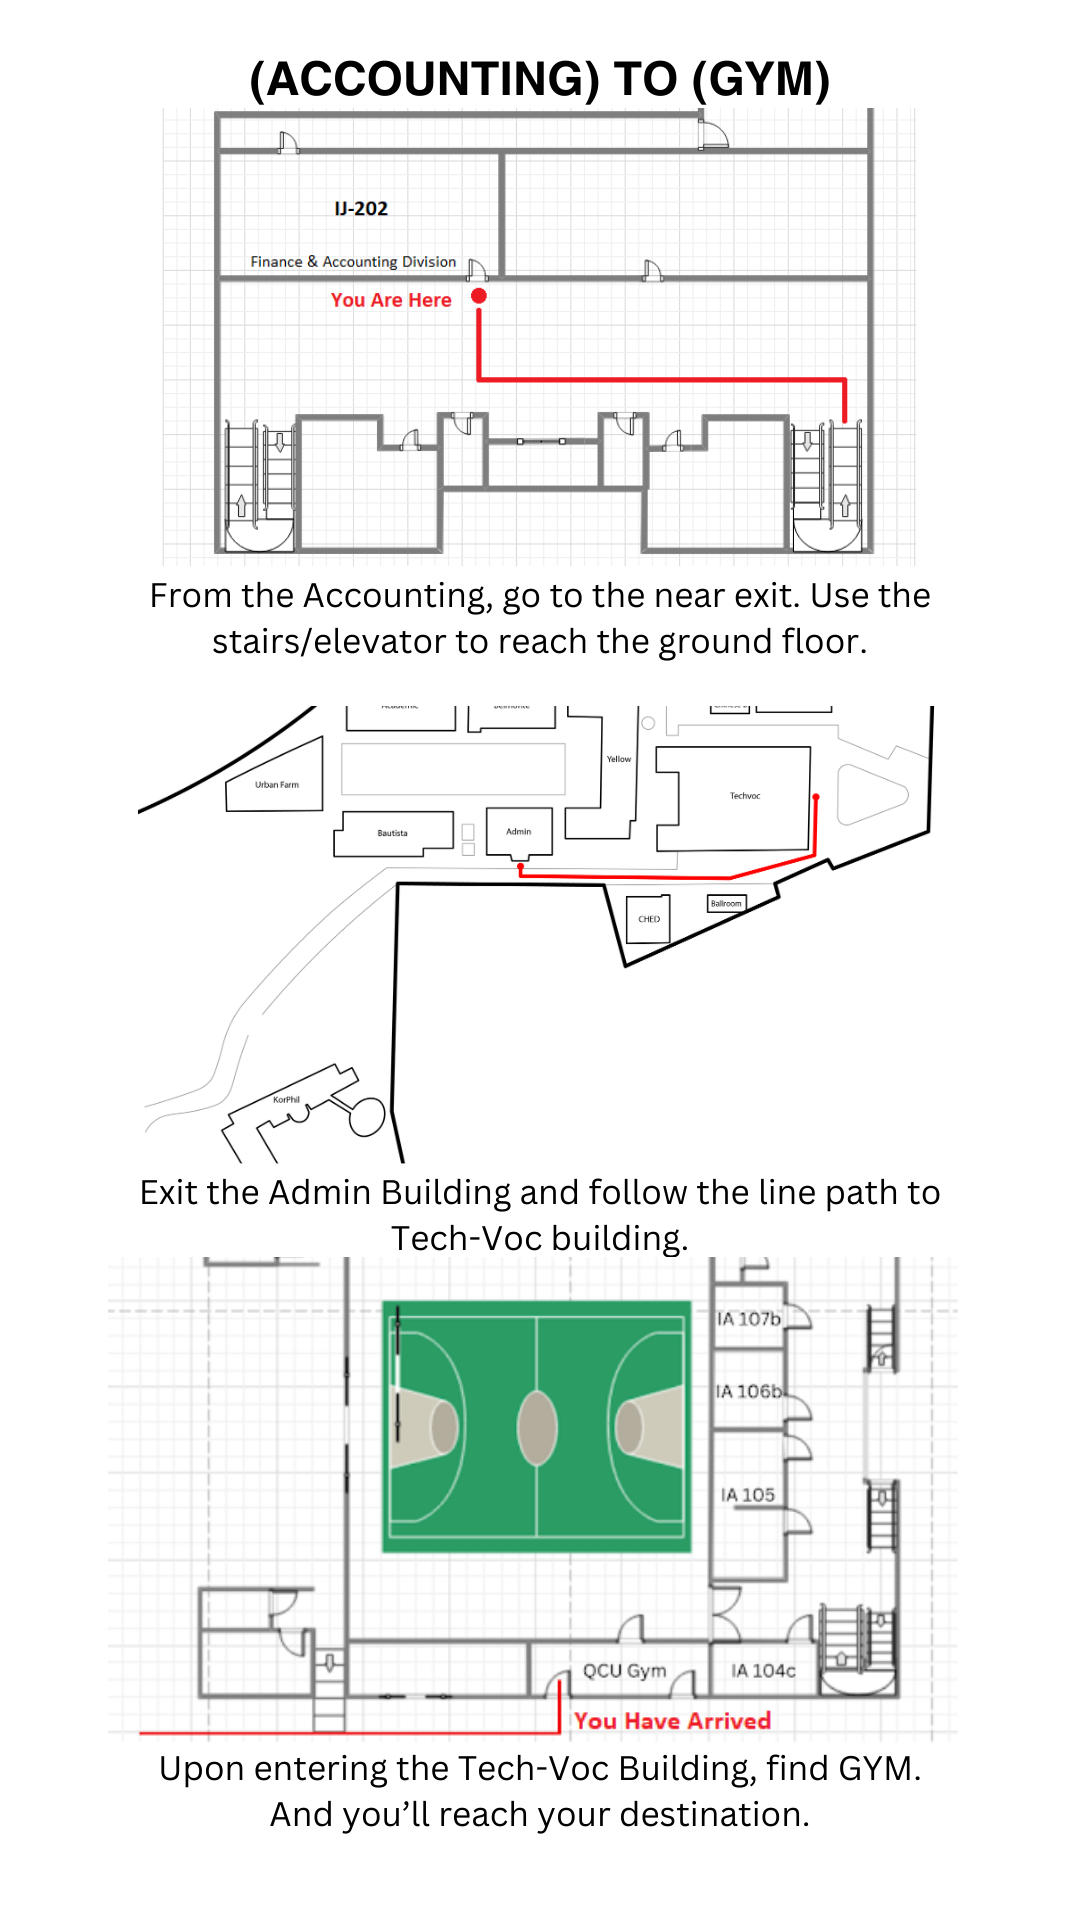 (ACCOUNTING) TO (GYM)
IJ-202
Finance & Accounting Division
You Are Here
From the Accounting, go to the near exit. Use the
stairs/elevator to reach the ground floor.
Academic
Belmonte
Yellow
Urban Farm
Techvoc
Bautista
Admin
CHED
Ballroom
KorPhil
Exit the Admin Building and follow the line path to
Tech-Voc building.
IA 107b
IA 106b
IA 105
QCU Gym
IA 104c
You Have Arrived
Upon entering the Tech-Voc Building, find GYM.
And you’ll reach your destination.